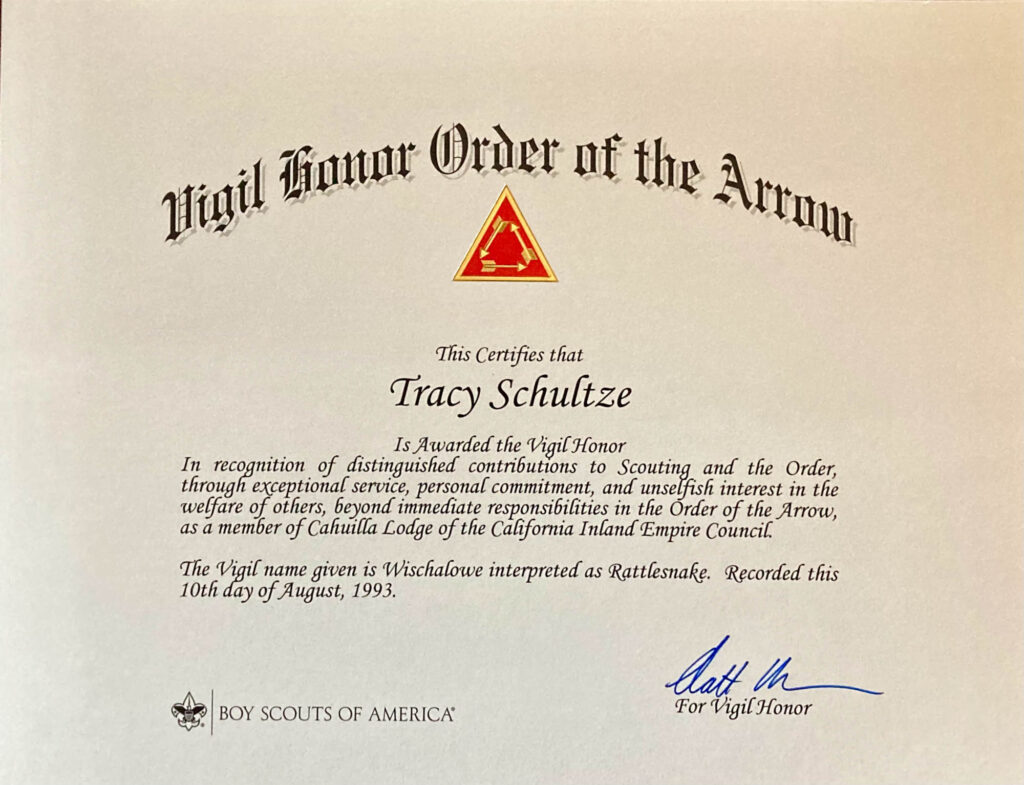 Vigil Honor Order of the Arrow
This Certifies that
Tracy Schultze
Is Awarded the Vigil Honor
In recognition of distinguished contributions to Scouting and the Order,
through exceptional service, personal commitment, and unselfish interest in the
welfare of others, beyond immediate responsibilities in the Order of the Arrow,
as a member of Cahuilla Lodge of the California Inland Empire Council.
The Vigil name given is Wischalowe interpreted as Rattlesnake. Recorded this
10th day of August, 1993.
For Vigil Honor
BOY SCOUTS OF AMERICA®